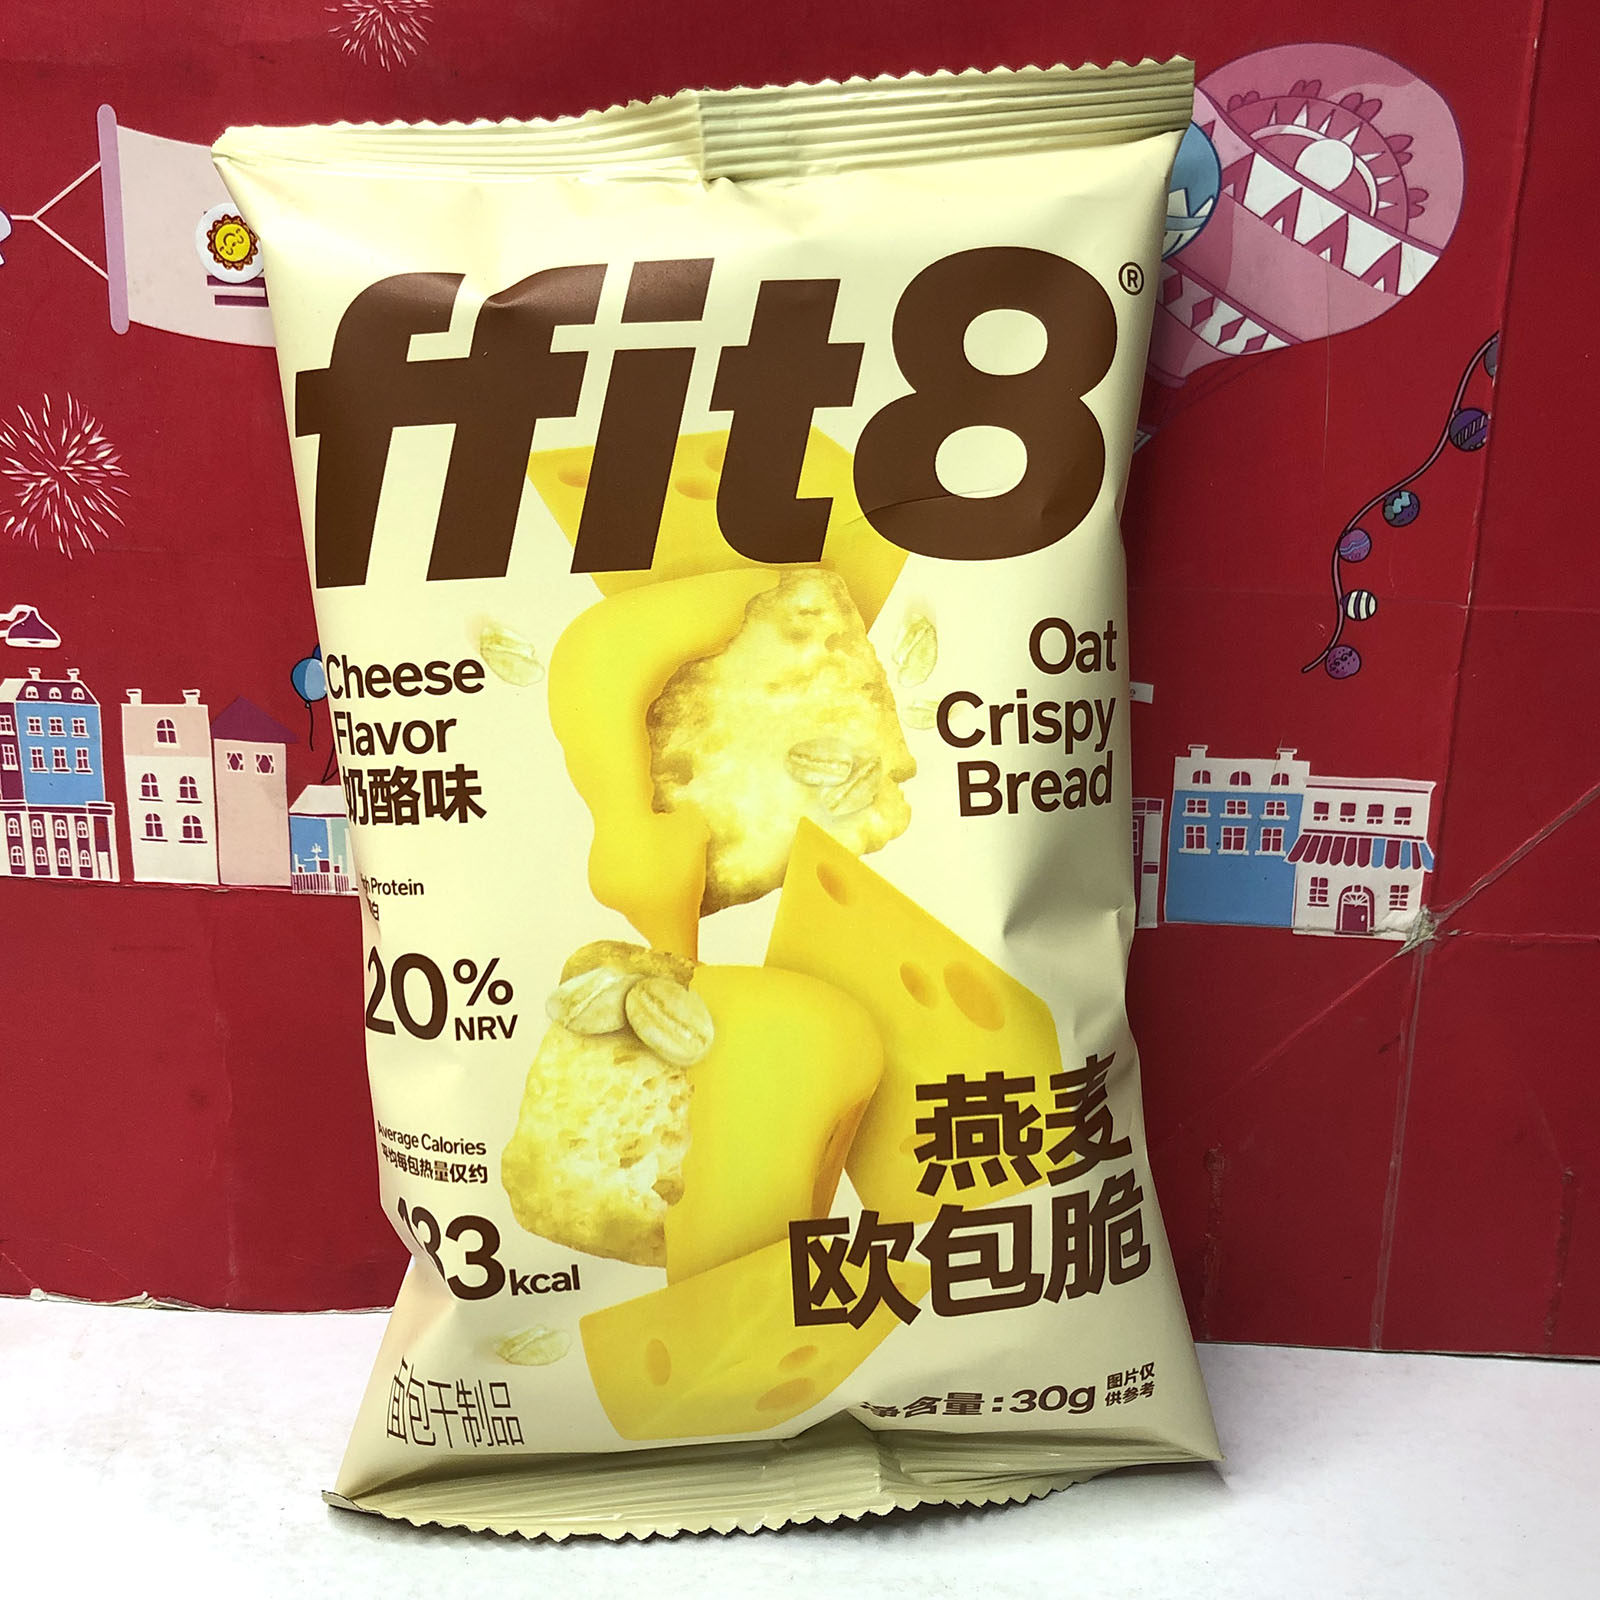 ffit8®
Cheese
Flavor
奶酪味
Oat
Crispy
Bread
Protein
20%
NRV
Average Calories
平均每包热量仅约
133kcal
燕麦
欧包脆
面包干制品
净含量:30g
图片仅
供参考